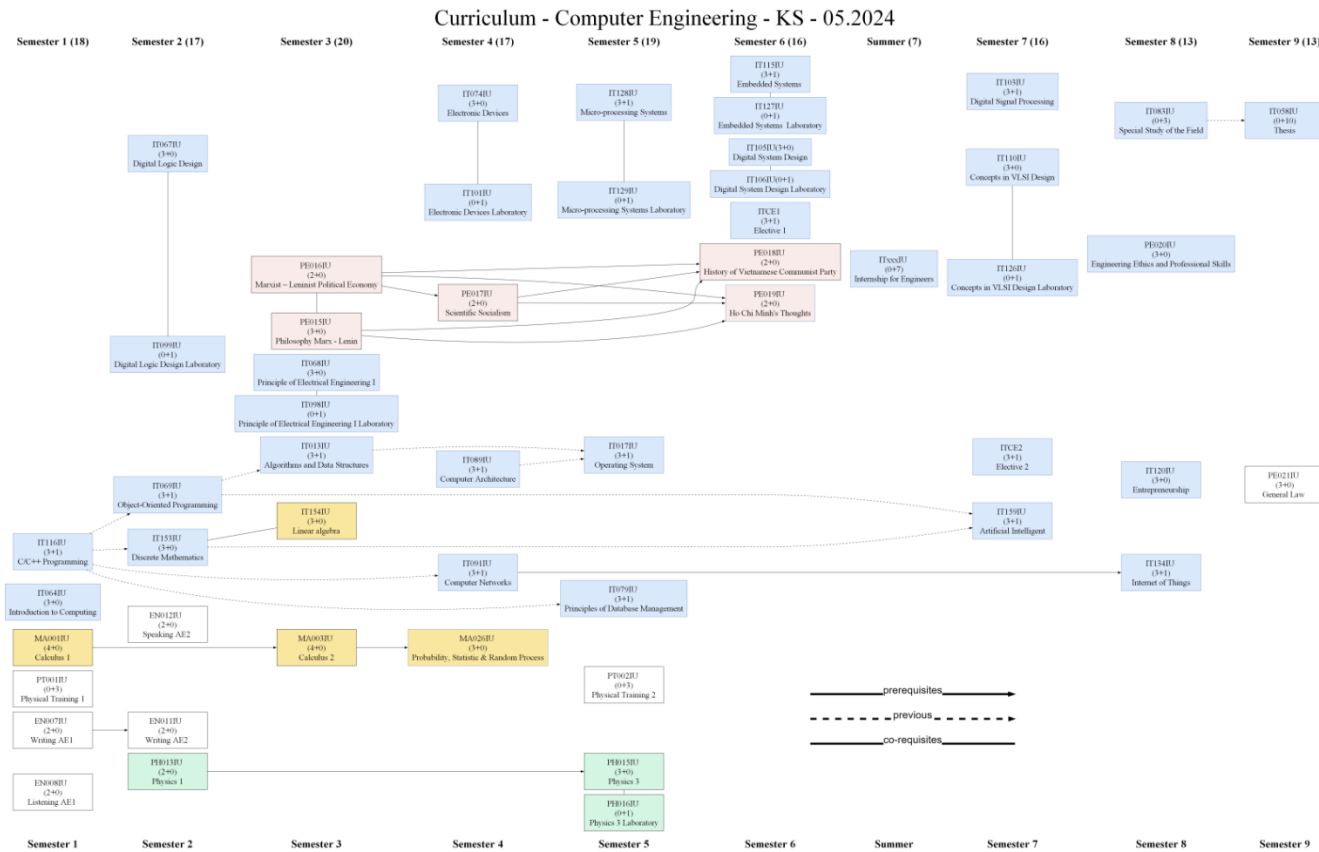 Curriculum - Computer Engineering - KS - 05.2024
Semester 1 (18)
Semester 2 (17)
Semester 3 (20)
Semester 4 (17)
Semester 5 (19)
Semester 6 (16)
Summer (7)
Semester 7 (16)
Semester 8 (13)
Semester 9 (13)
IT116IU
(3+1)
C/C++ Programming
IT064IU
(3+0)
Introduction to Computing
MA001IU
(4+0)
Calculus 1
PT001IU
(0+3)
Physical Training 1
EN007IU
(2+0)
Writing AE1
EN008IU
(2+0)
Listening AE1
IT067IU
(3+0)
Digital Logic Design
IT099IU
(0+1)
Digital Logic Design Laboratory
IT069IU
(3+1)
Object-Oriented Programming
IT153IU
(3+0)
Discrete Mathematics
EN012IU
(2+0)
Speaking AE2
EN011IU
(2+0)
Writing AE2
PH013IU
(2+0)
Physics 1
PE016IU
(2+0)
Marxist – Leninist Political Economy
PE015IU
(3+0)
Philosophy Marx - Lenin
IT068IU
(3+0)
Principle of Electrical Engineering I
IT098IU
(0+1)
Principle of Electrical Engineering I Laboratory
IT013IU
(3+1)
Algorithms and Data Structures
IT154IU
(3+0)
Linear algebra
MA003IU
(4+0)
Calculus 2
IT074IU
(3+0)
Electronic Devices
IT101IU
(0+1)
Electronic Devices Laboratory
PE017IU
(2+0)
Scientific Socialism
IT089IU
(3+1)
Computer Architecture
IT091IU
(3+1)
Computer Networks
MA026IU
(3+0)
Probability, Statistic & Random Process
IT128IU
(3+1)
Micro-processing Systems
IT129IU
(0+1)
Micro-processing Systems Laboratory
IT017IU
(3+1)
Operating System
IT079IU
(3+1)
Principles of Database Management
PT002IU
(0+3)
Physical Training 2
PH015IU
(3+0)
Physics 3
PH016IU
(0+1)
Physics 3 Laboratory
IT115IU
(3+1)
Embedded Systems
IT127IU
(0+1)
Embedded Systems Laboratory
IT105IU(3+0)
Digital System Design
IT106IU(0+1)
Digital System Design Laboratory
ITCE1
(3+1)
Elective 1
PE018IU
(2+0)
History of Vietnamese Communist Party
PE019IU
(2+0)
Ho Chi Minh's Thoughts
(0+7)
Internship for Engineers
IT103IU
(3+1)
Digital Signal Processing
IT110IU
(3+0)
Concepts in VLSI Design
IT126IU
(0+1)
Concepts in VLSI Design Laboratory
ITCE2
(3+1)
Elective 2
IT159IU
(3+1)
Artificial Intelligent
IT083IU
(0+3)
Special Study of the Field
PE020IU
(3+0)
Engineering Ethics and Professional Skills
IT120IU
(3+0)
Entrepreneurship
IT134IU
(3+1)
Internet of Things
IT058IU
(0+10)
Thesis
PE021IU
(3+0)
General Law
prerequisites
previous
co-requisites
Semester 1
Semester 2
Semester 3
Semester 4
Semester 5
Semester 6
Summer
Semester 7
Semester 8
Semester 9